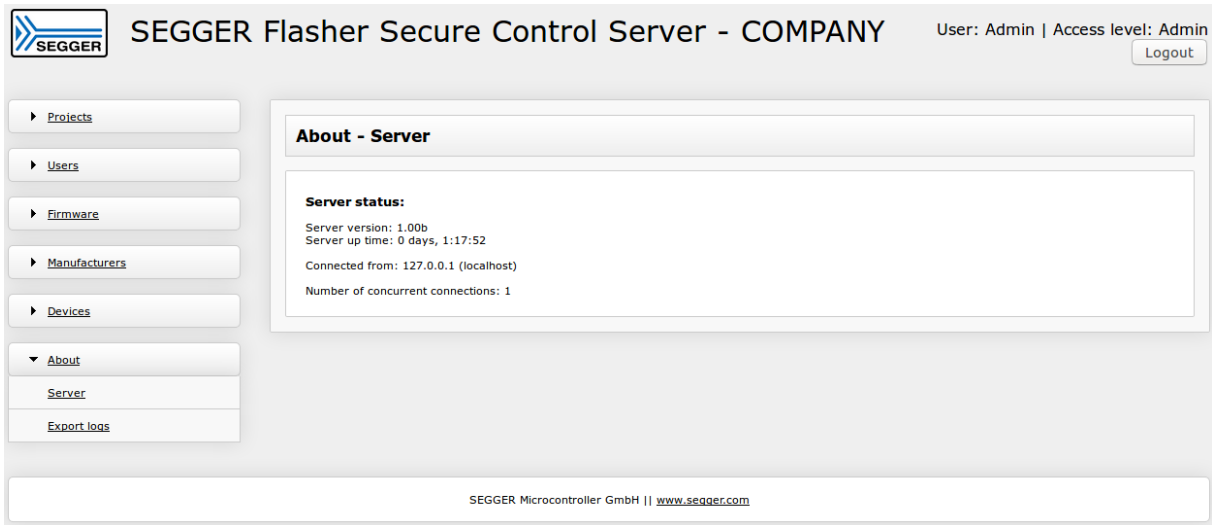 SEGGER
SEGGER Flasher Secure Control Server - COMPANY
User: Admin | Access level: Admin
Logout
Projects
Users
Firmware
Manufacturers
Devices
About
Server
Export logs
About - Server
Server status:
Server version: 1.00b
Server up time: 0 days, 1:17:52
Connected from: 127.0.0.1 (localhost)
Number of concurrent connections: 1
SEGGER Microcontroller GmbH || www.segger.com